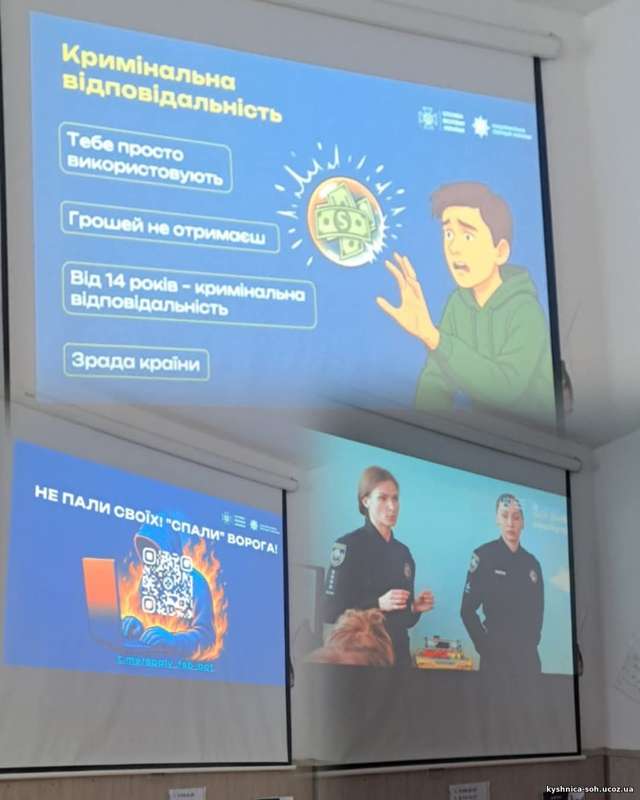 Кримінальна
відповідальність
Тебе просто
використовують
Грошей не отримаєш
Від 14 років - кримінальна
відповідальність
Зрада країни
НЕ ПАЛИ СВОЇХ! "СПАЛИ" ВОРОГА!
kyshnica-soh.ucoz.ua